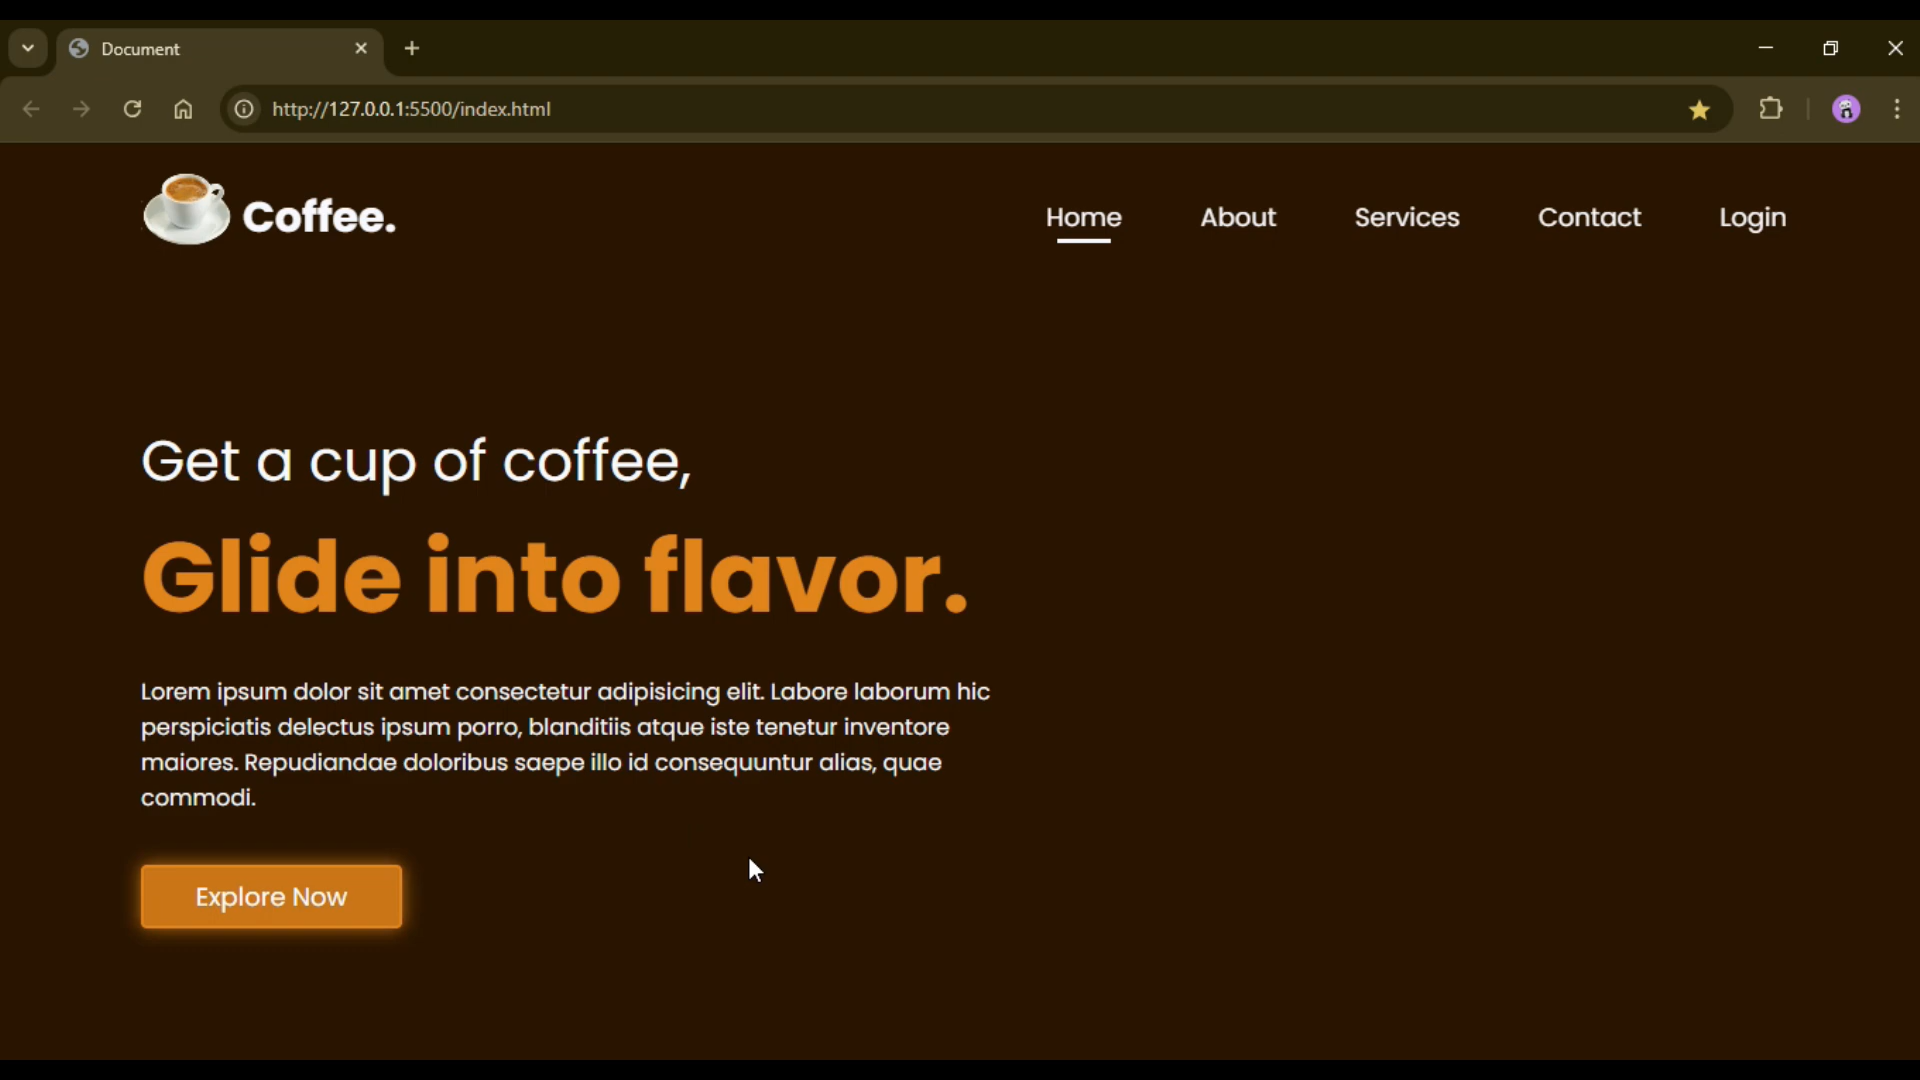 Document
http://127.0.0.1:5500/index.html
Coffee.
Home About Services Contact Login
Get a cup of coffee,
Glide into flavor.
Lorem ipsum dolor sit amet consectetur adipisicing elit. Labore laborum hic
perspiciatis delectus ipsum porro, blanditiis atque iste tenetur inventore
maiores. Repudiandae doloribus saepe illo id consequuntur alias, quae
commodi.
Explore Now